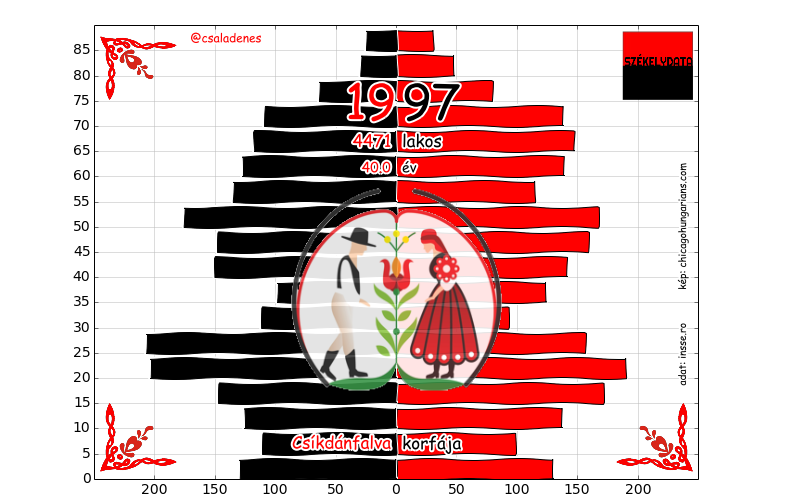 @csaladenes
SZÉKELYDATA
1997
4471 lakos
40.0 év
kép: chicagohungarians.com
adat: insse.ro
Csíkdánfalva korfája
85
80
75
70
65
60
55
50
45
40
35
30
25
20
15
10
5
0
200 150 100 50 0 50 100 150 200